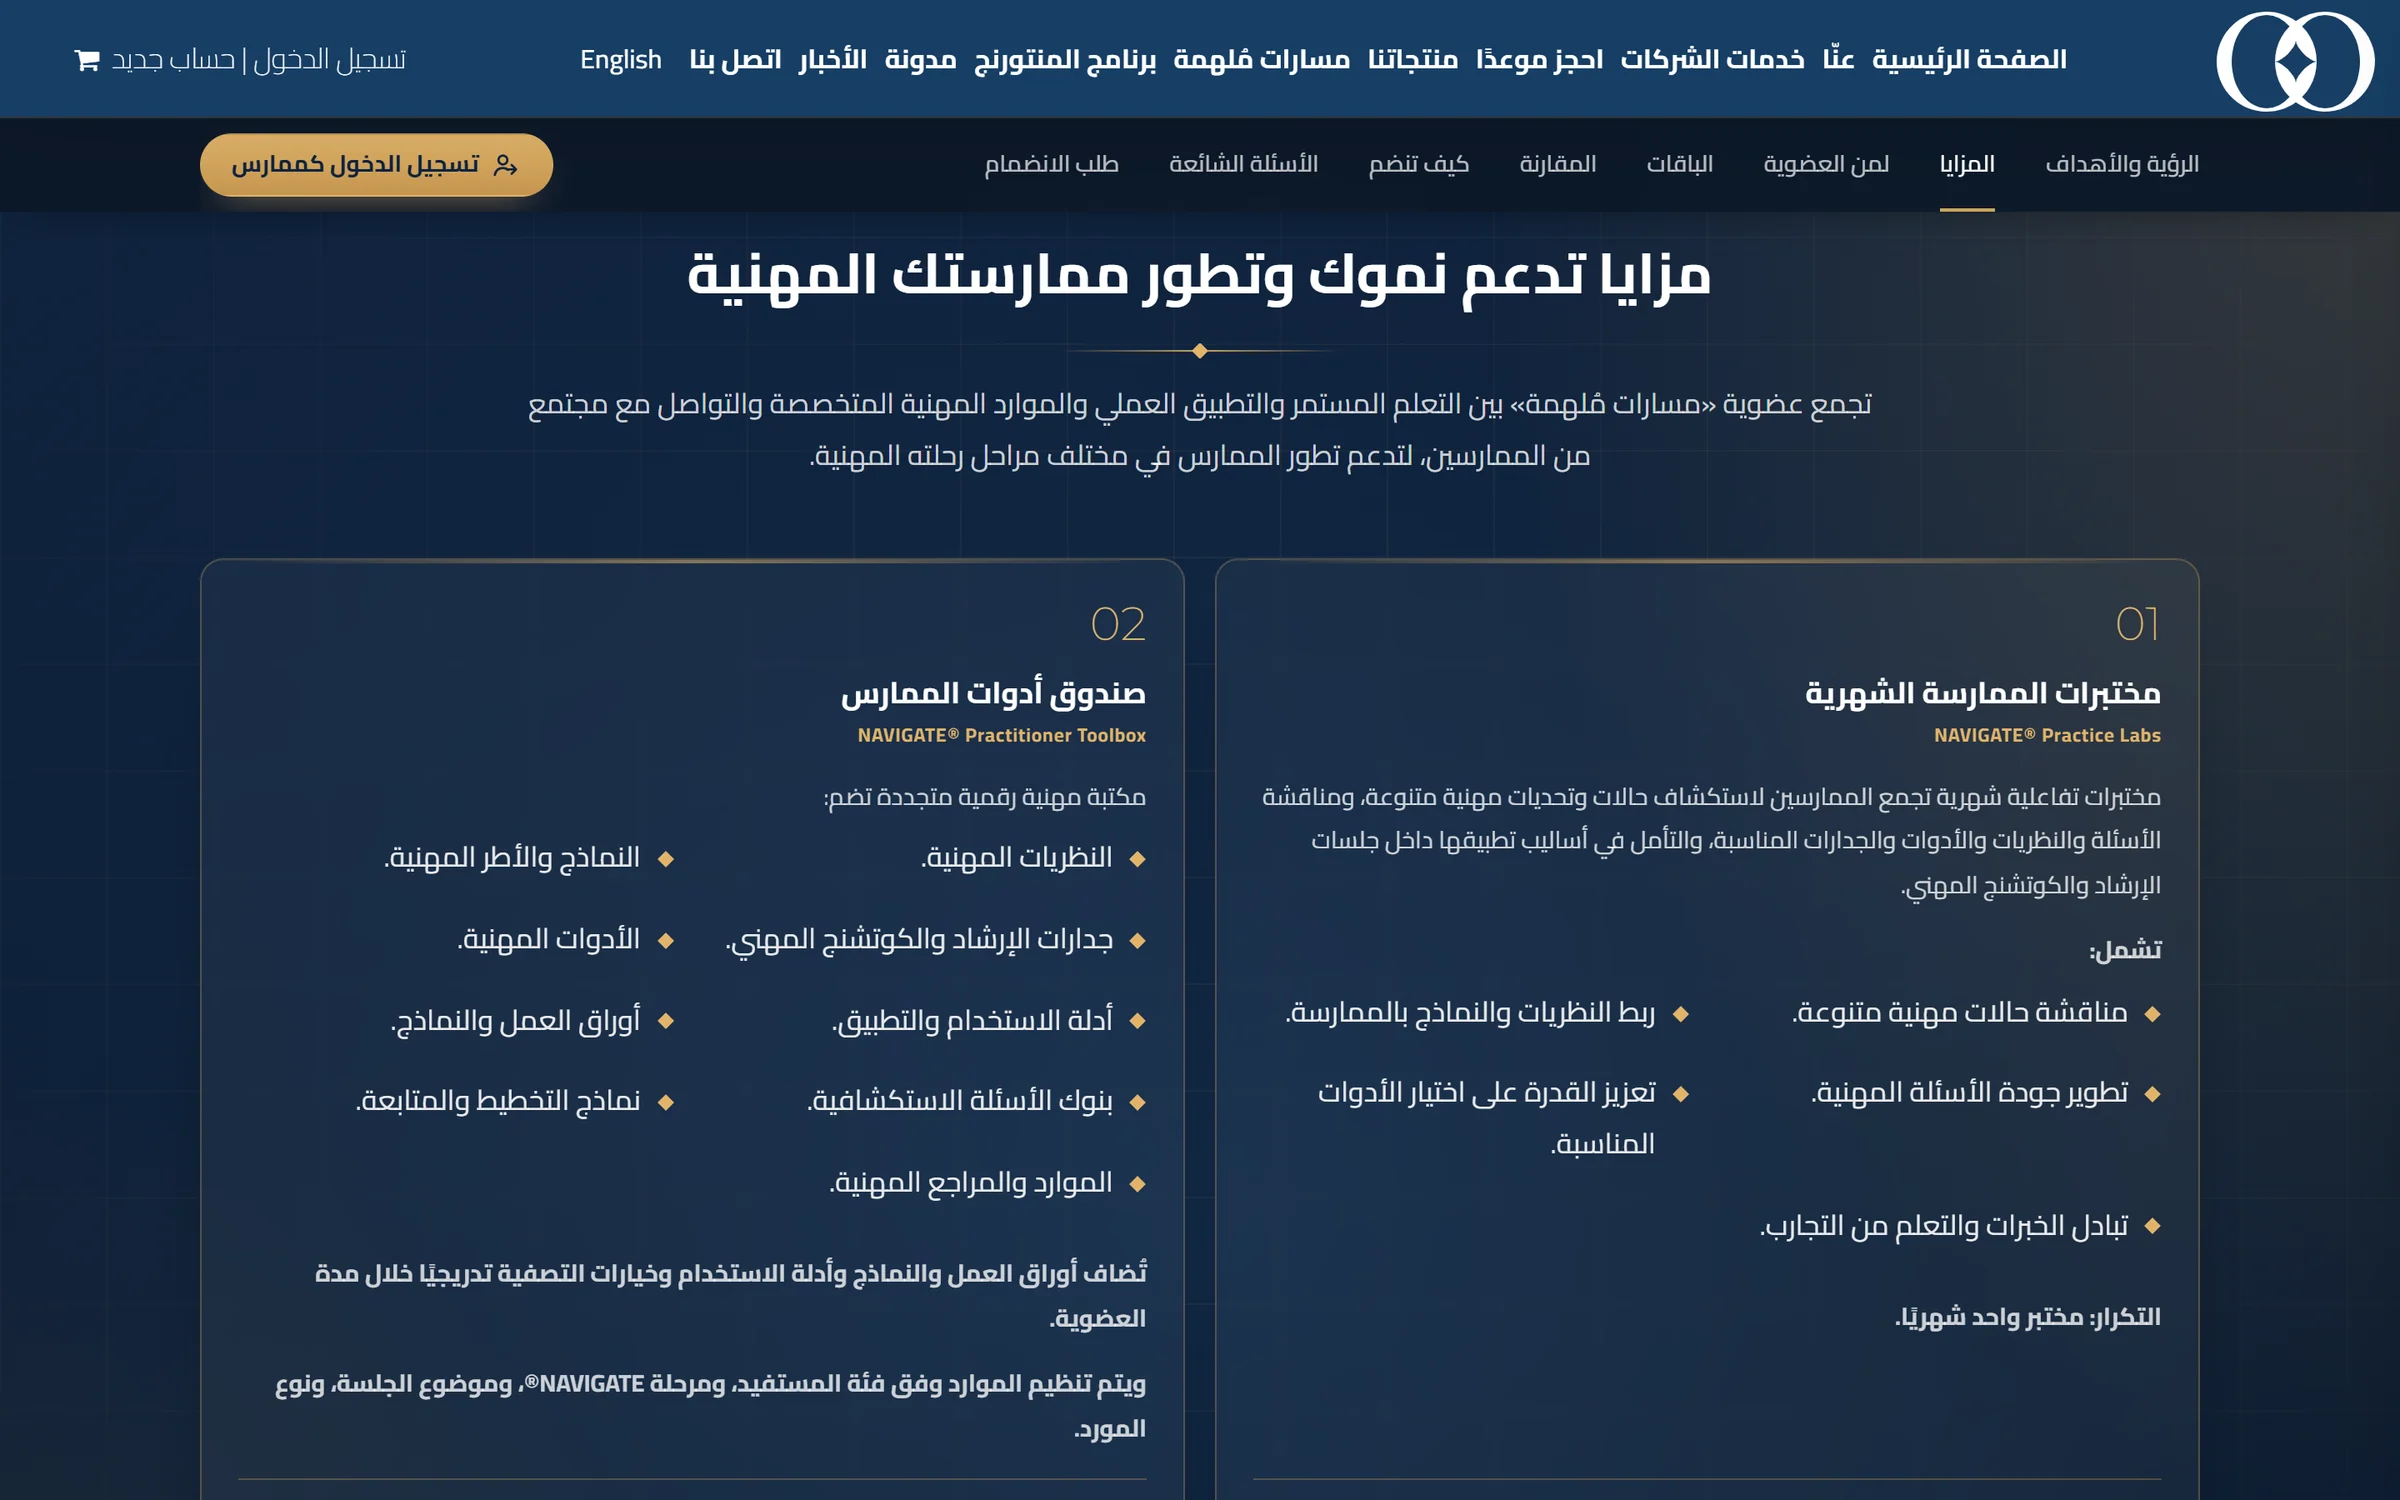 الصفحة الرئيسية عنّا خدمات الشركات احجز موعدًا منتجاتنا مسارات مُلهمة برنامج المنتورنج مدونة الأخبار اتصل بنا English
تسجيل الدخول | حساب جديد
الرؤية والأهداف المزايا لمن العضوية الباقات المقارنة كيف تنضم الأسئلة الشائعة طلب الانضمام
تسجيل الدخول كممارس
مزايا تدعم نموك وتطور ممارستك المهنية
تجمع عضوية «مسارات مُلهمة» بين التعلم المستمر والتطبيق العملي والموارد المهنية المتخصصة والتواصل مع مجتمع
من الممارسين، لتدعم تطور الممارس في مختلف مراحل رحلته المهنية.
01
مختبرات الممارسة الشهرية
NAVIGATE® Practice Labs
مختبرات تفاعلية شهرية تجمع الممارسين لاستكشاف حالات وتحديات مهنية متنوعة، ومناقشة
الأسئلة والنظريات والأدوات والجدارات المناسبة، والتأمل في أساليب تطبيقها داخل جلسات
الإرشاد والكوتشنج المهني.
تشمل:
مناقشة حالات مهنية متنوعة.
ربط النظريات والنماذج بالممارسة.
تطوير جودة الأسئلة المهنية.
تعزيز القدرة على اختيار الأدوات
المناسبة.
تبادل الخبرات والتعلم من التجارب.
التكرار: مختبر واحد شهريًا.
02
صندوق أدوات الممارس
NAVIGATE® Practitioner Toolbox
مكتبة مهنية رقمية متجددة تضم:
النظريات المهنية.
النماذج والأطر المهنية.
جدارات الإرشاد والكوتشنج المهني.
الأدوات المهنية.
أدلة الاستخدام والتطبيق.
أوراق العمل والنماذج.
بنوك الأسئلة الاستكشافية.
نماذج التخطيط والمتابعة.
الموارد والمراجع المهنية.
تُضاف أوراق العمل والنماذج وأدلة الاستخدام وخيارات التصفية تدريجيًا خلال مدة
العضوية.
ويتم تنظيم الموارد وفق فئة المستفيد، ومرحلة NAVIGATE®، وموضوع الجلسة، ونوع
المورد.